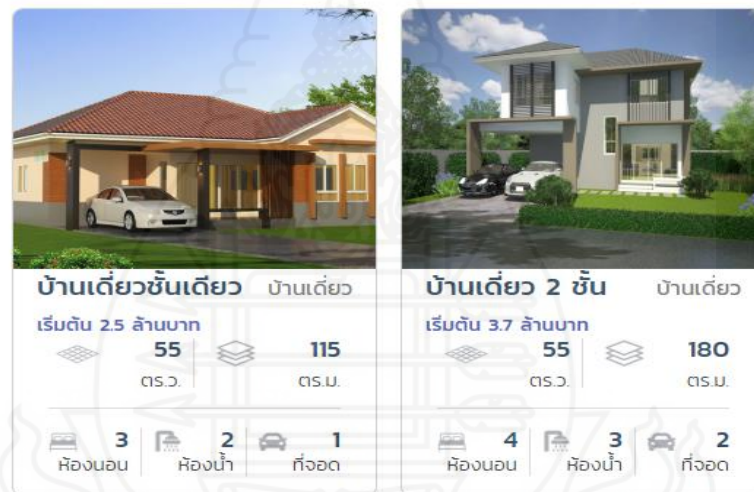 บ้านเดี่ยวชั้นเดียว บ้านเดี่ยว
เริ่มต้น 2.5 ล้านบาท
55 115
ตร.ว. ตร.ม.
3 2 1
ห้องนอน ห้องน้ำ ที่จอด
บ้านเดี่ยว 2 ชั้น บ้านเดี่ยว
เริ่มต้น 3.7 ล้านบาท
55 180
ตร.ว. ตร.ม.
4 3 2
ห้องนอน ห้องน้ำ ที่จอด